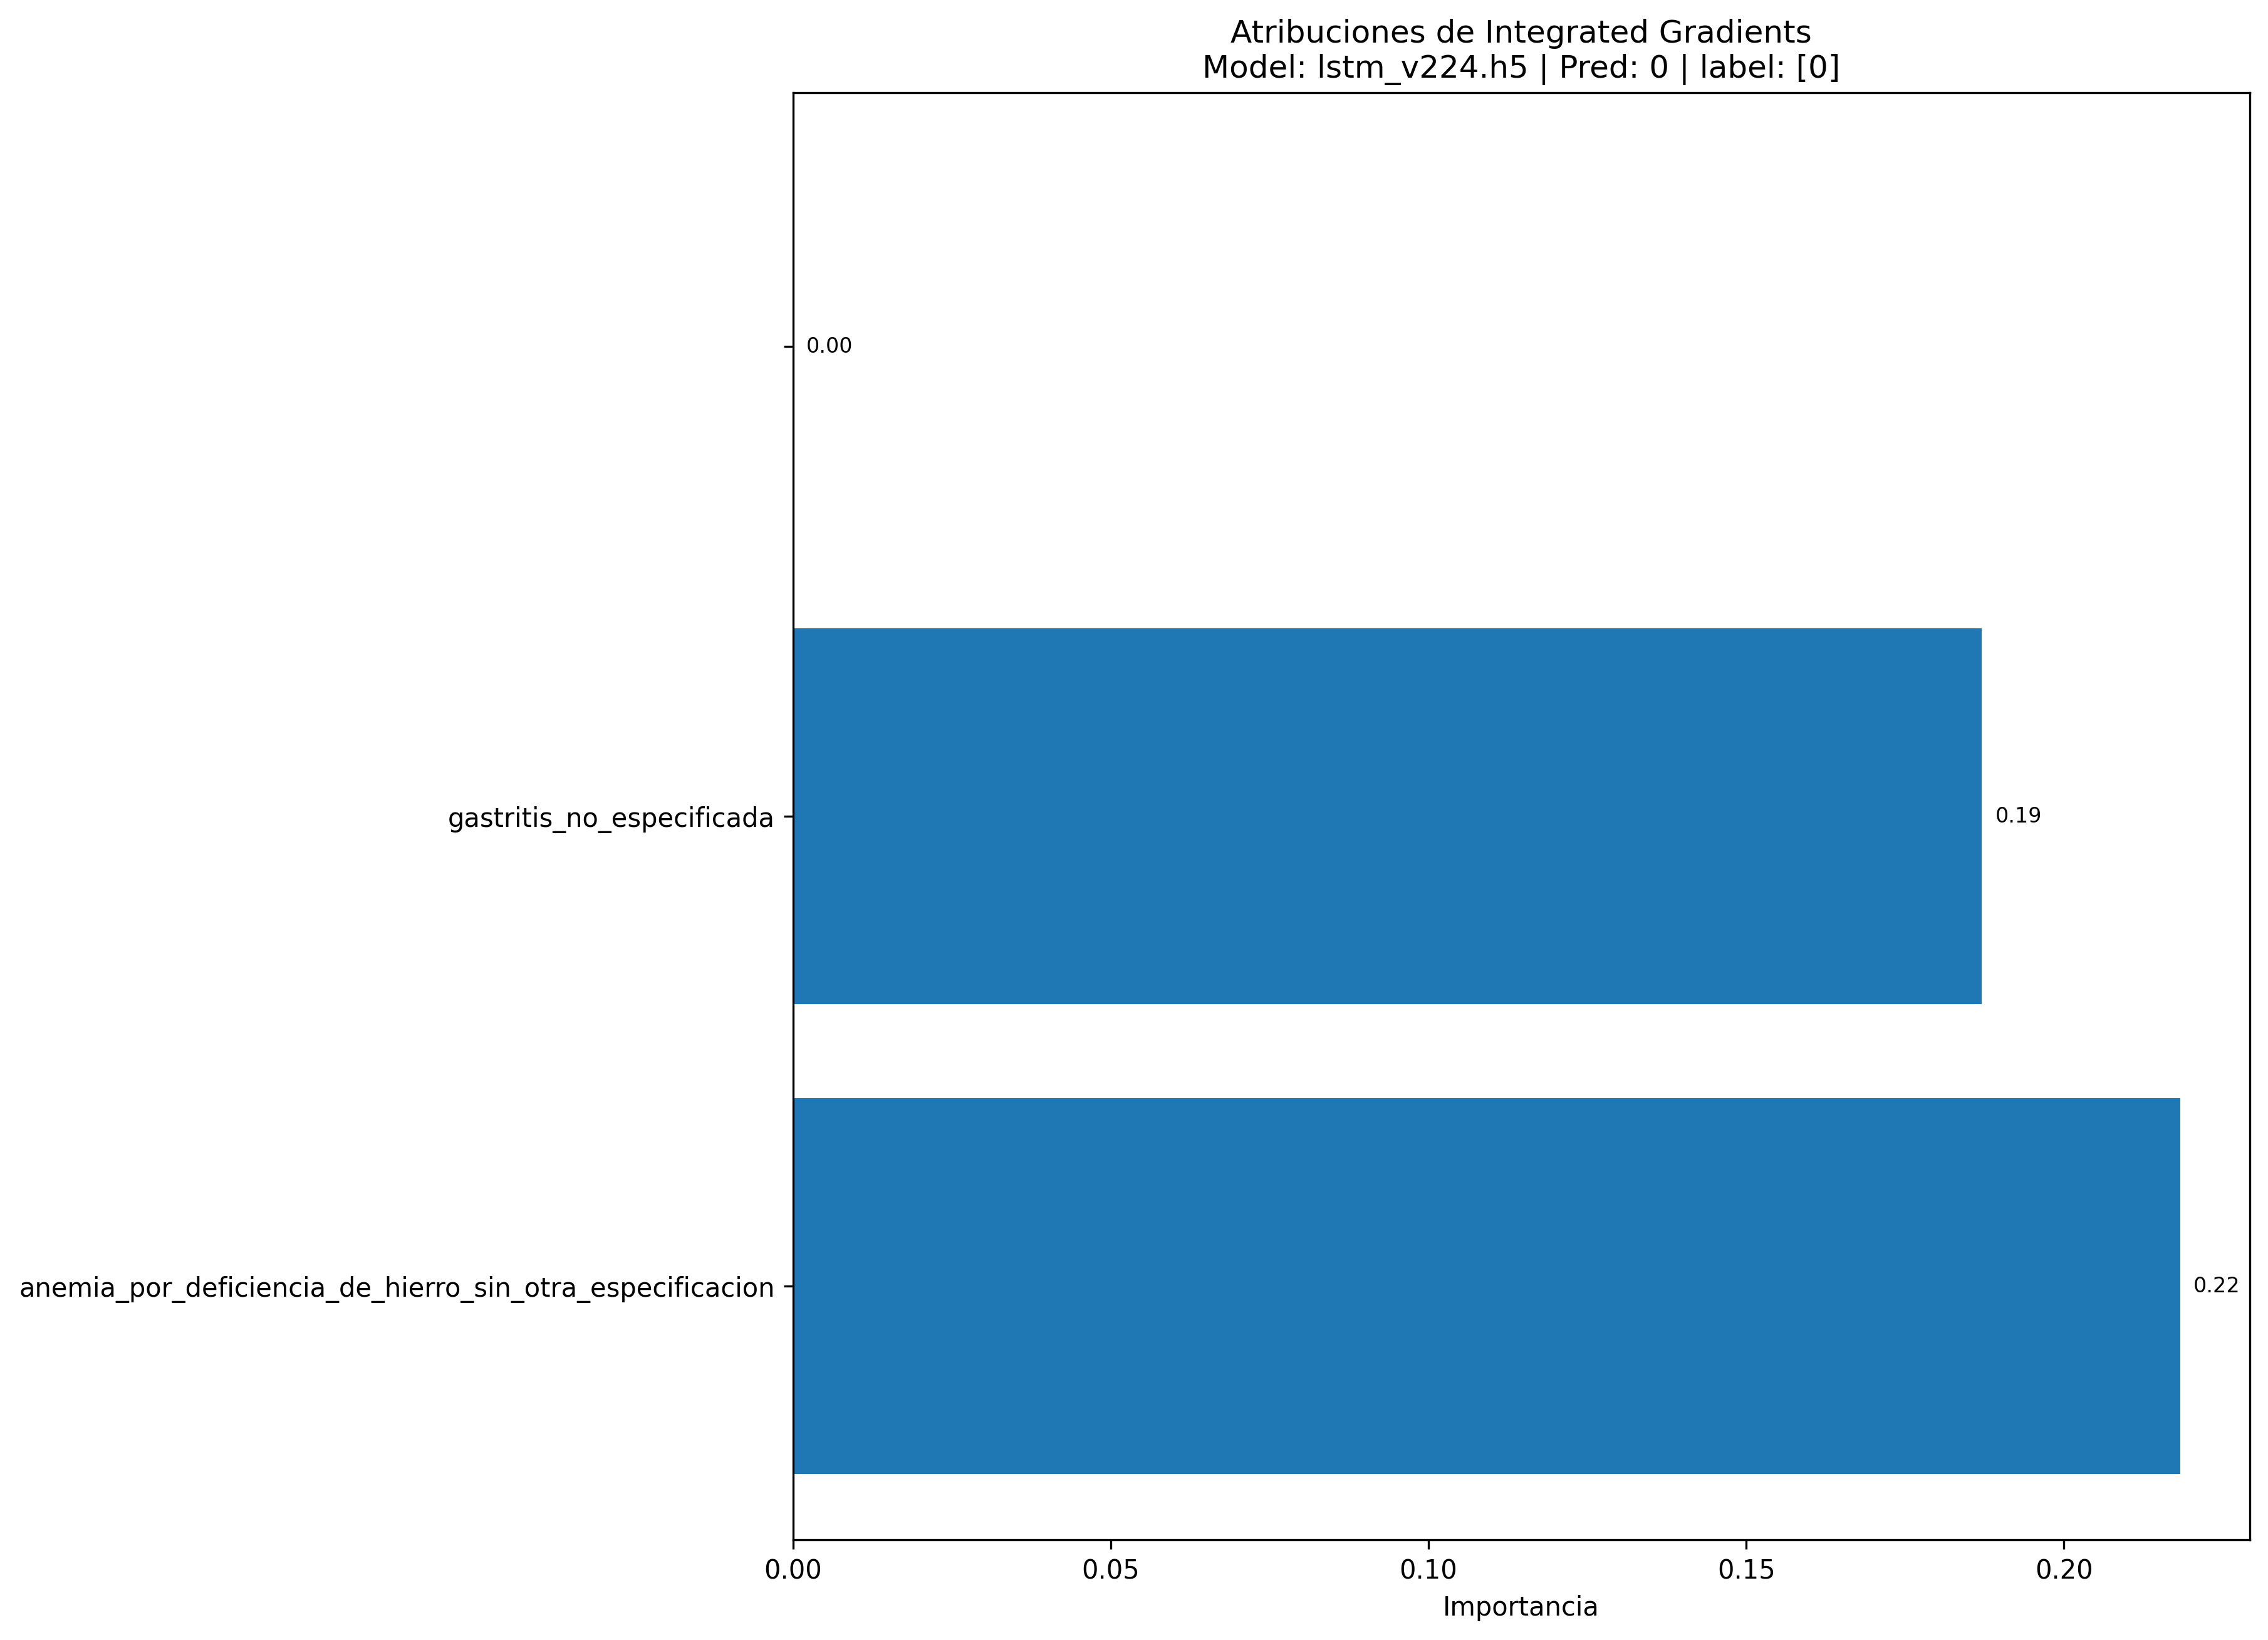 Atribuciones de Integrated Gradients
Model: lstm_v224.h5 | Pred: 0 | label: [0]
0.00
gastritis_no_especificada
0.19
anemia_por_deficiencia_de_hierro_sin_otra_especificacion
0.22
0.00 0.05 0.10 0.15 0.20
Importancia